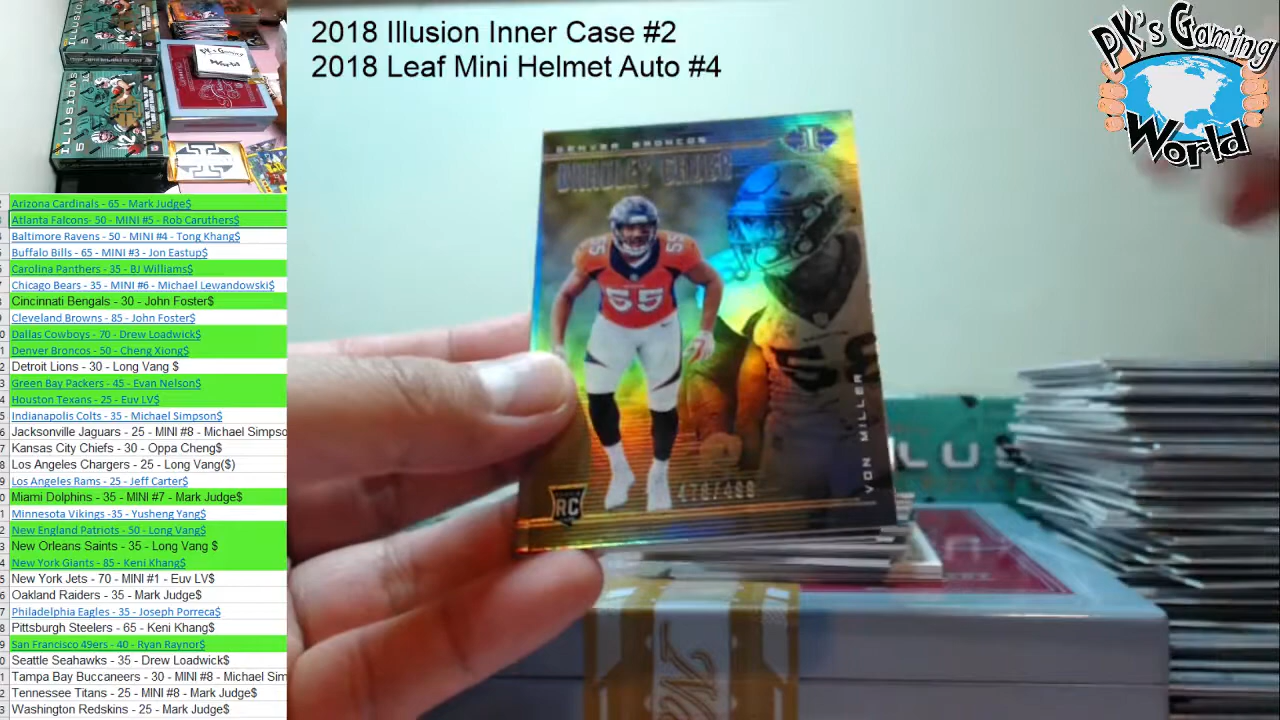 2018 Illusion Inner Case #2
2018 Leaf Mini Helmet Auto #4
PK's Gaming
World
ILLUSIONS
ILLUSIONS
Arizona Cardinals - 65 - Mark Judge$
Atlanta Falcons- 50 - MINI #5 - Rob Caruthers$
Baltimore Ravens - 50 - MINI #4 - Tong Khang$
Buffalo Bills - 65 - MINI #3 - Jon Eastup$
Carolina Panthers - 35 - BJ Williams$
Chicago Bears - 35 - MINI #6 - Michael Lewandowski$
Cincinnati Bengals - 30 - John Foster$
Cleveland Browns - 85 - John Foster$
Dallas Cowboys - 70 - Drew Loadwick$
Denver Broncos - 50 - Cheng Xiong$
Detroit Lions - 30 - Long Vang $
Green Bay Packers - 45 - Evan Nelson$
Houston Texans - 25 - Euv LV$
Indianapolis Colts - 35 - Michael Simpson$
Jacksonville Jaguars - 25 - MINI #8 - Michael Simpso
Kansas City Chiefs - 30 - Oppa Cheng$
Los Angeles Chargers - 25 - Long Vang($)
Los Angeles Rams - 25 - Jeff Carter$
Miami Dolphins - 35 - MINI #7 - Mark Judge$
Minnesota Vikings -35 - Yusheng Yang$
New England Patriots - 50 - Long Vang$
New Orleans Saints - 35 - Long Vang $
New York Giants - 85 - Keni Khang$
New York Jets - 70 - MINI #1 - Euv LV$
Oakland Raiders - 35 - Mark Judge$
Philadelphia Eagles - 35 - Joseph Porreca$
Pittsburgh Steelers - 65 - Keni Khang$
San Francisco 49ers - 40 - Ryan Raynor$
Seattle Seahawks - 35 - Drew Loadwick$
Tampa Bay Buccaneers - 30 - MINI #8 - Michael Sim
Tennessee Titans - 25 - MINI #8 - Mark Judge$
Washington Redskins - 25 - Mark Judge$
DENVER BRONCOS
BRADLEY CHUBB
55
VON MILLER
RC